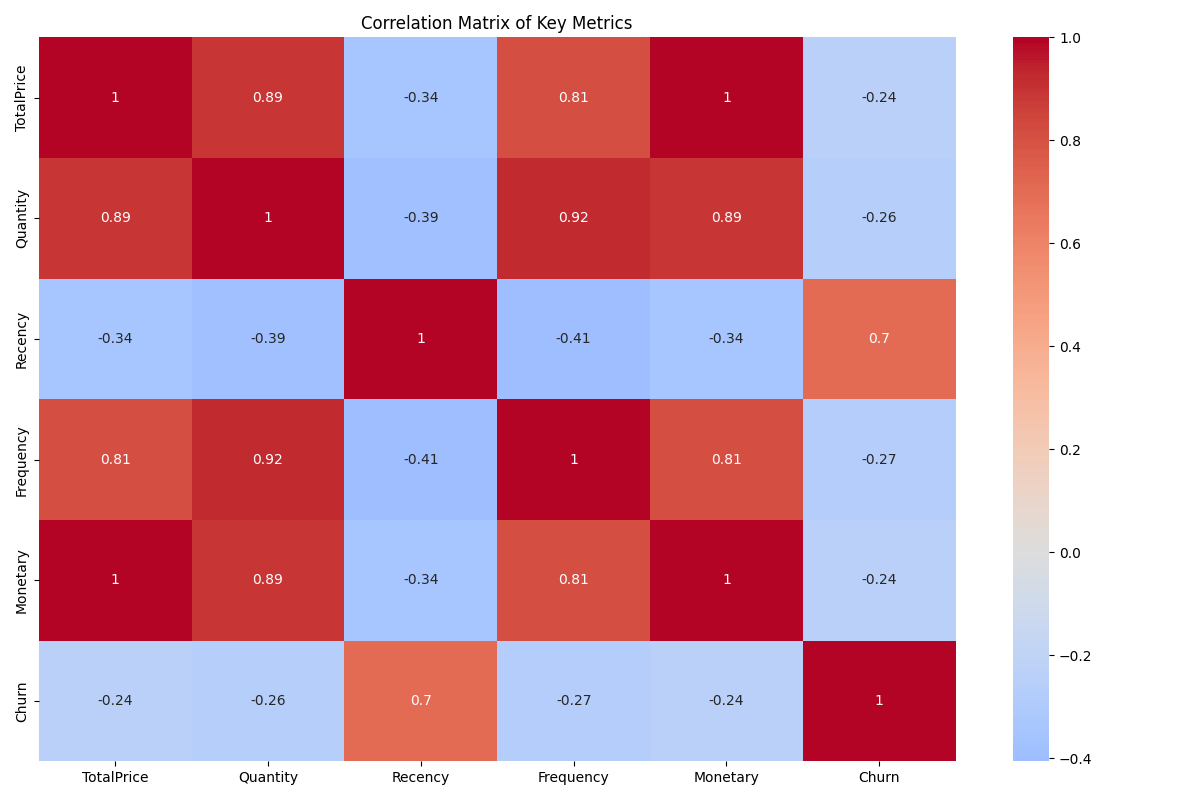 Correlation Matrix of Key Metrics
TotalPrice 1 0.89 -0.34 0.81 1 -0.24
Quantity 0.89 1 -0.39 0.92 0.89 -0.26
Recency -0.34 -0.39 1 -0.41 -0.34 0.7
Frequency 0.81 0.92 -0.41 1 0.81 -0.27
Monetary 1 0.89 -0.34 0.81 1 -0.24
Churn -0.24 -0.26 0.7 -0.27 -0.24 1
TotalPrice Quantity Recency Frequency Monetary Churn
1.0
0.8
0.6
0.4
0.2
0.0
−0.2
−0.4